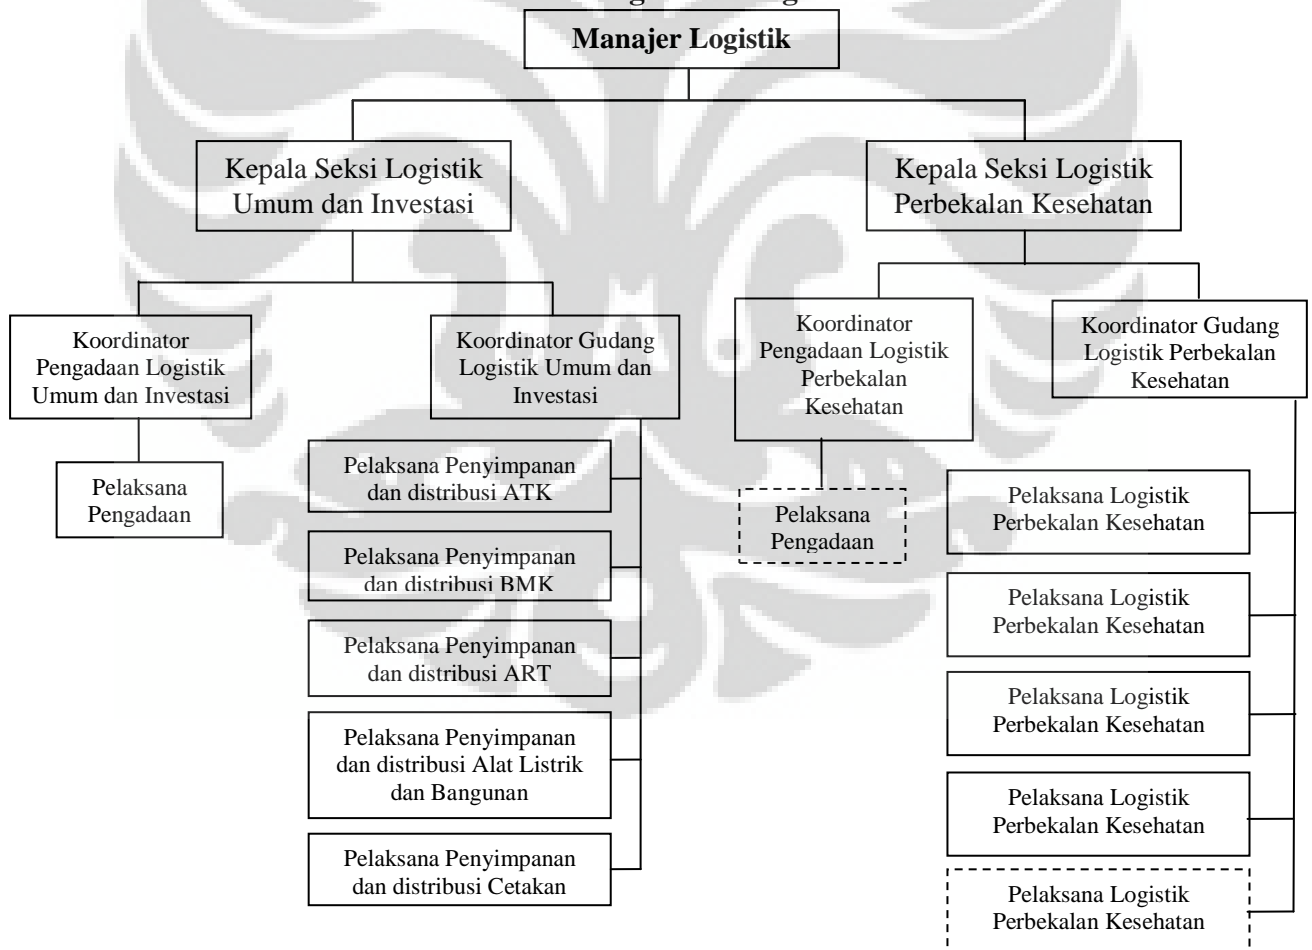 Manajer Logistik
Kepala Seksi Logistik
Umum dan Investasi
Kepala Seksi Logistik
Perbekalan Kesehatan
Koordinator
Pengadaan Logistik
Umum dan Investasi
Koordinator Gudang
Logistik Umum dan
Investasi
Koordinator
Pengadaan Logistik
Perbekalan
Kesehatan
Koordinator Gudang
Logistik Perbekalan
Kesehatan
Pelaksana
Pengadaan
Pelaksana Penyimpanan
dan distribusi ATK
Pelaksana Penyimpanan
dan distribusi BMK
Pelaksana Penyimpanan
dan distribusi ART
Pelaksana Penyimpanan
dan distribusi Alat Listrik
dan Bangunan
Pelaksana Penyimpanan
dan distribusi Cetakan
Pelaksana
Pengadaan
Pelaksana Logistik
Perbekalan Kesehatan
Pelaksana Logistik
Perbekalan Kesehatan
Pelaksana Logistik
Perbekalan Kesehatan
Pelaksana Logistik
Perbekalan Kesehatan
Pelaksana Logistik
Perbekalan Kesehatan